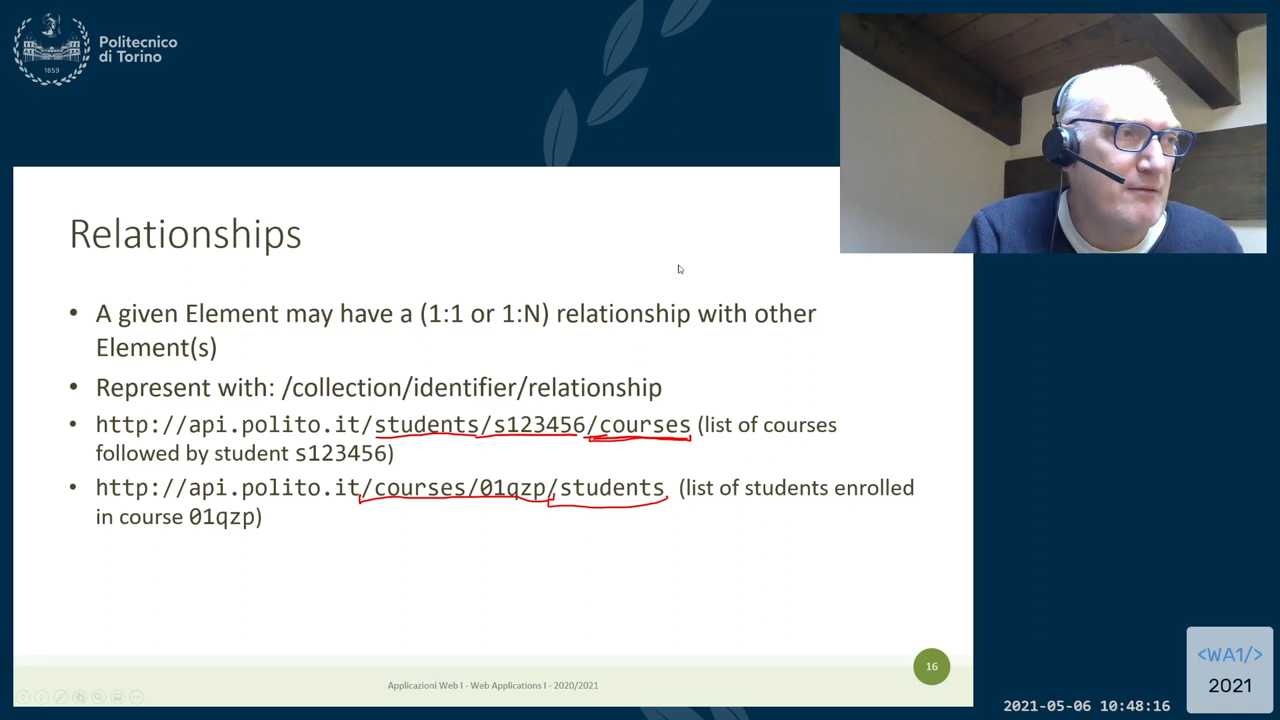 Politecnico
di Torino
1859
Relationships
• A given Element may have a (1:1 or 1:N) relationship with other
Element(s)
• Represent with: /collection/identifier/relationship
• http://api.polito.it/students/s123456/courses (list of courses
followed by student s123456)
• http://api.polito.it/courses/01qzp/students (list of students enrolled
in course 01qzp)
Applicazioni Web I - Web Applications I - 2020/2021
16
<WA1/>
2021
2021-05-06 10:48:16